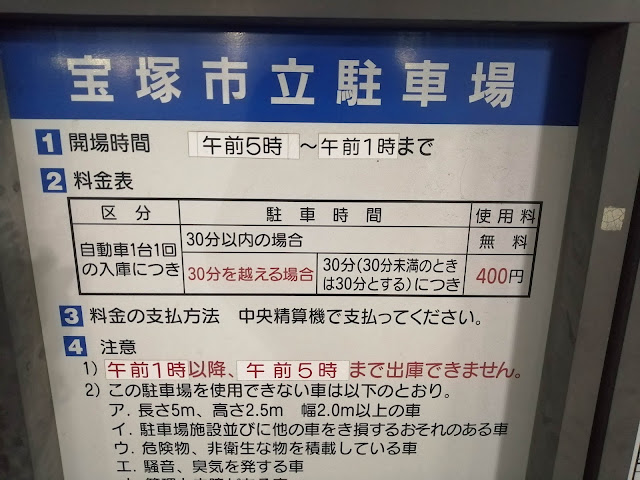 宝塚市立駐車場
1 開場時間 午前5時 ～午前1時まで
2 料金表
区分 駐車時間 使用料
自動車1台1回の入庫につき 30分以内の場合 無料
30分を越える場合 30分(30分未満のときは30分とする)につき 400円
3 料金の支払方法 中央精算機で支払ってください。
4 注意
1) 午前1時以降、午前5時 まで出庫できません。
2) この駐車場を使用できない車は以下のとおり。
ア. 長さ5m、高さ2.5m 幅2.0m以上の車
イ. 駐車場施設並びに他の車をき損するおそれのある車
ウ. 危険物、非衛生な物を積載している車
エ. 騒音、臭気を発する車